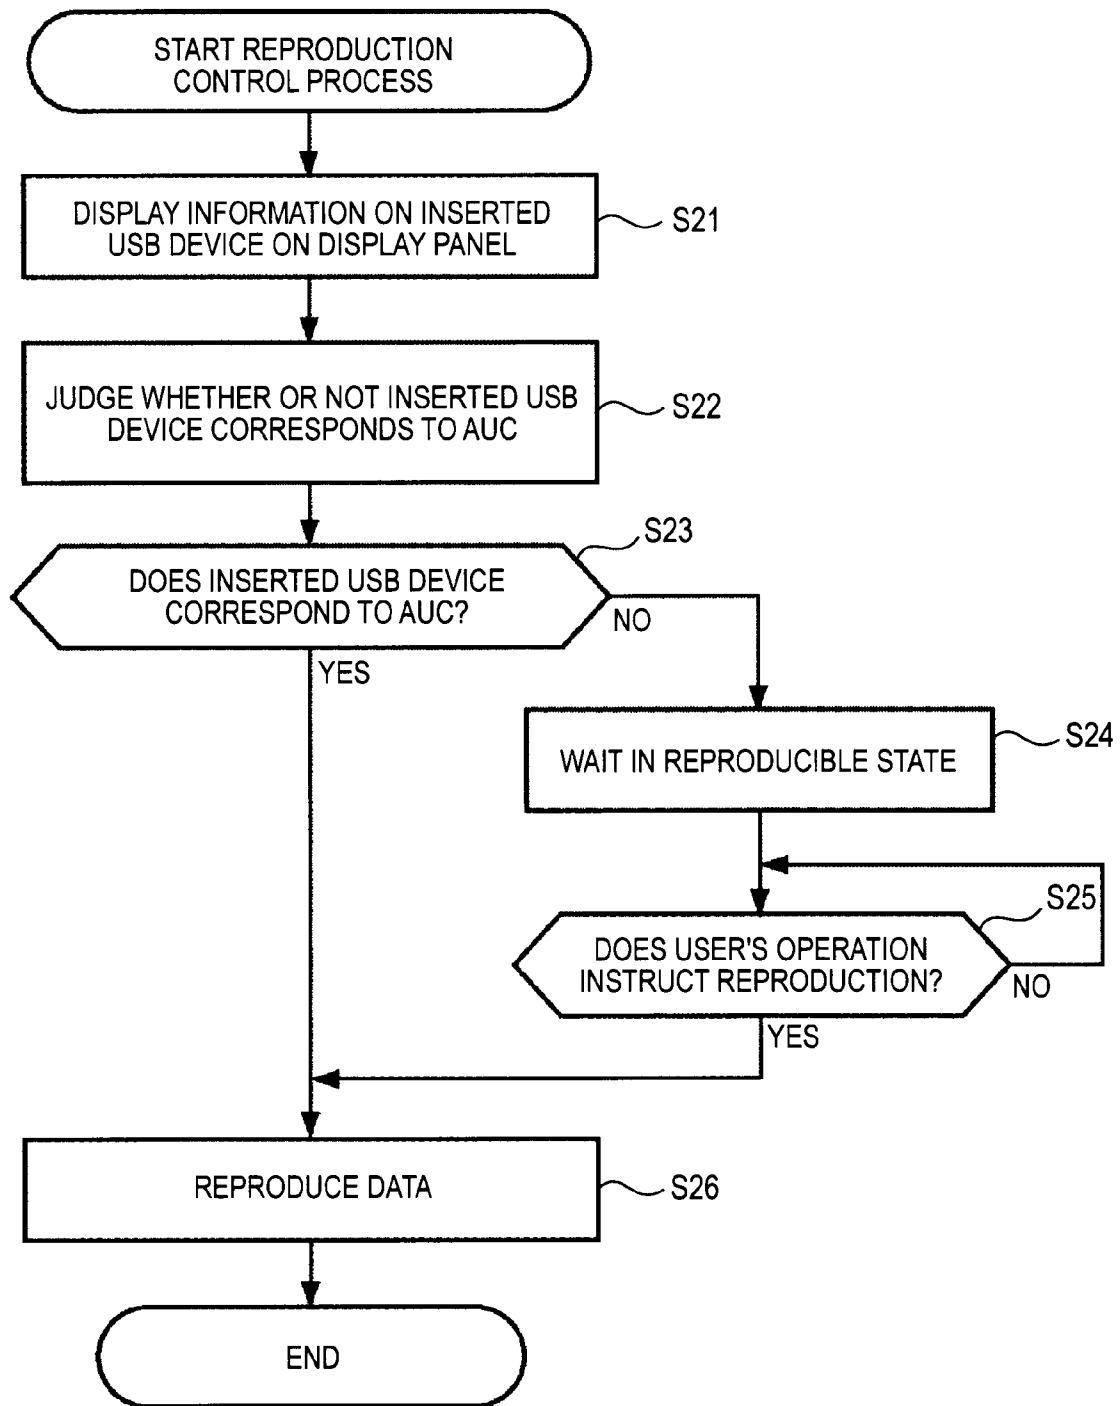 START REPRODUCTION
CONTROL PROCESS
DISPLAY INFORMATION ON INSERTED
USB DEVICE ON DISPLAY PANEL
S21
JUDGE WHETHER OR NOT INSERTED USB
DEVICE CORRESPONDS TO AUC
S22
S23
DOES INSERTED USB DEVICE
CORRESPOND TO AUC?
NO
YES
S24
WAIT IN REPRODUCIBLE STATE
S25
DOES USER'S OPERATION
INSTRUCT REPRODUCTION?
NO
YES
REPRODUCE DATA
S26
END